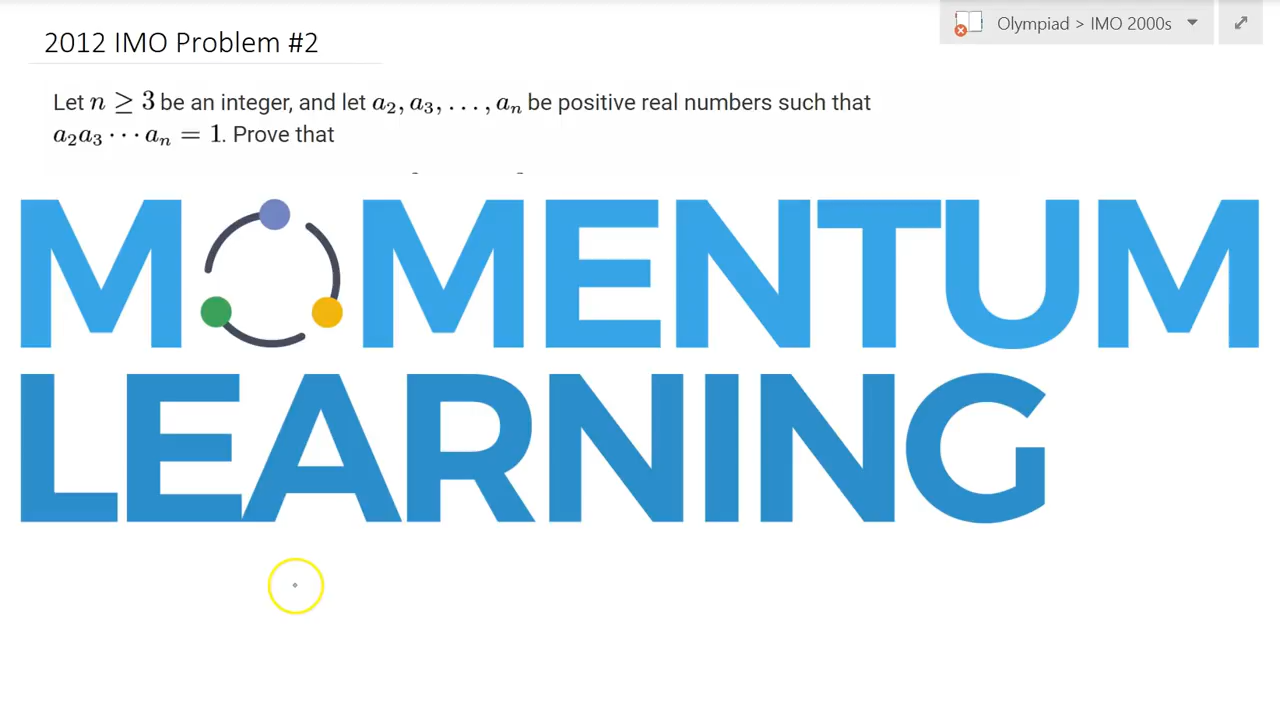 Olympiad > IMO 2000s
2012 IMO Problem #2
Let n ≥ 3 be an integer, and let a₂, a₃, . . . , aₙ be positive real numbers such that
a₂a₃ ··· aₙ = 1. Prove that
MOMENTUM
LEARNING